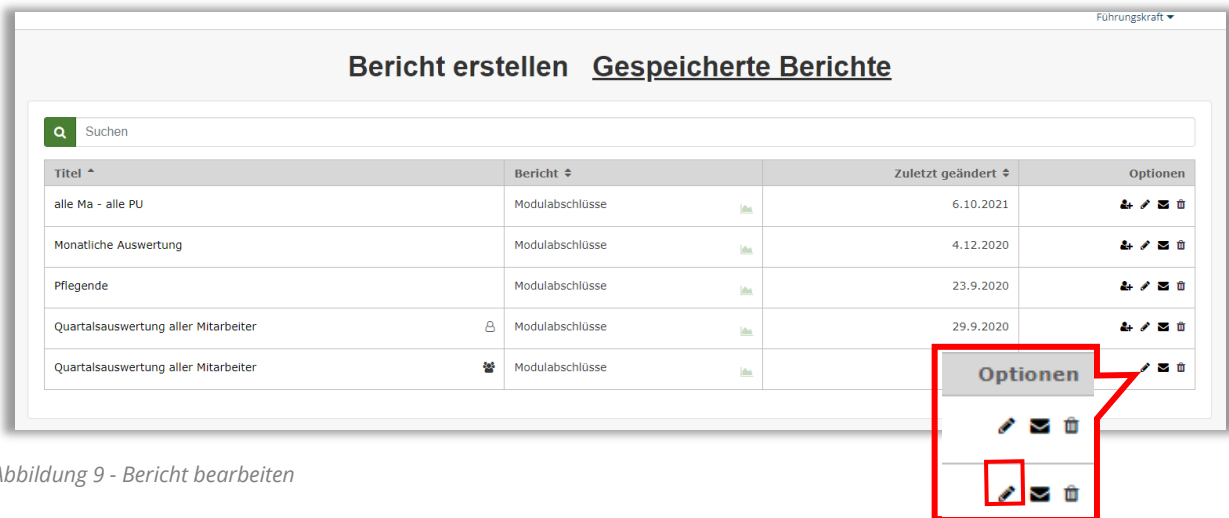 Führungskraft
Bericht erstellen Gespeicherte Berichte
Suchen
Titel Bericht Zuletzt geändert Optionen
alle Ma - alle PU Modulabschlüsse 6.10.2021
Monatliche Auswertung Modulabschlüsse 4.12.2020
Pflegende Modulabschlüsse 23.9.2020
Quartalsauswertung aller Mitarbeiter Modulabschlüsse 29.9.2020
Quartalsauswertung aller Mitarbeiter Modulabschlüsse
Optionen
Abbildung 9 - Bericht bearbeiten